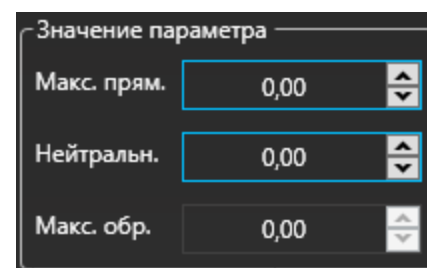 Значение параметра
Макс. прям. 0,00
Нейтральн. 0,00
Макс. обр. 0,00